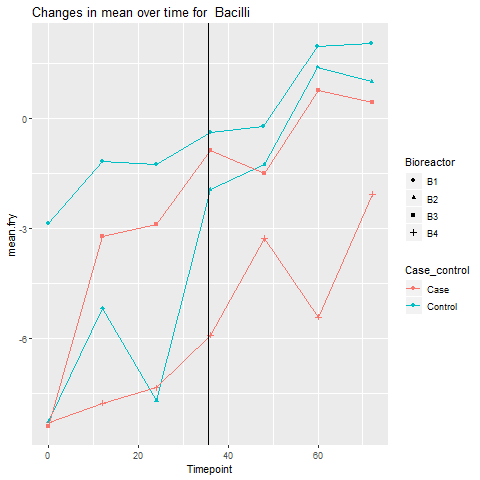 Changes in mean over time for  Bacilli
mean.fry
0
-3
-6
0
20
40
60
Timepoint
Bioreactor
B1
B2
B3
B4
Case_control
Case
Control